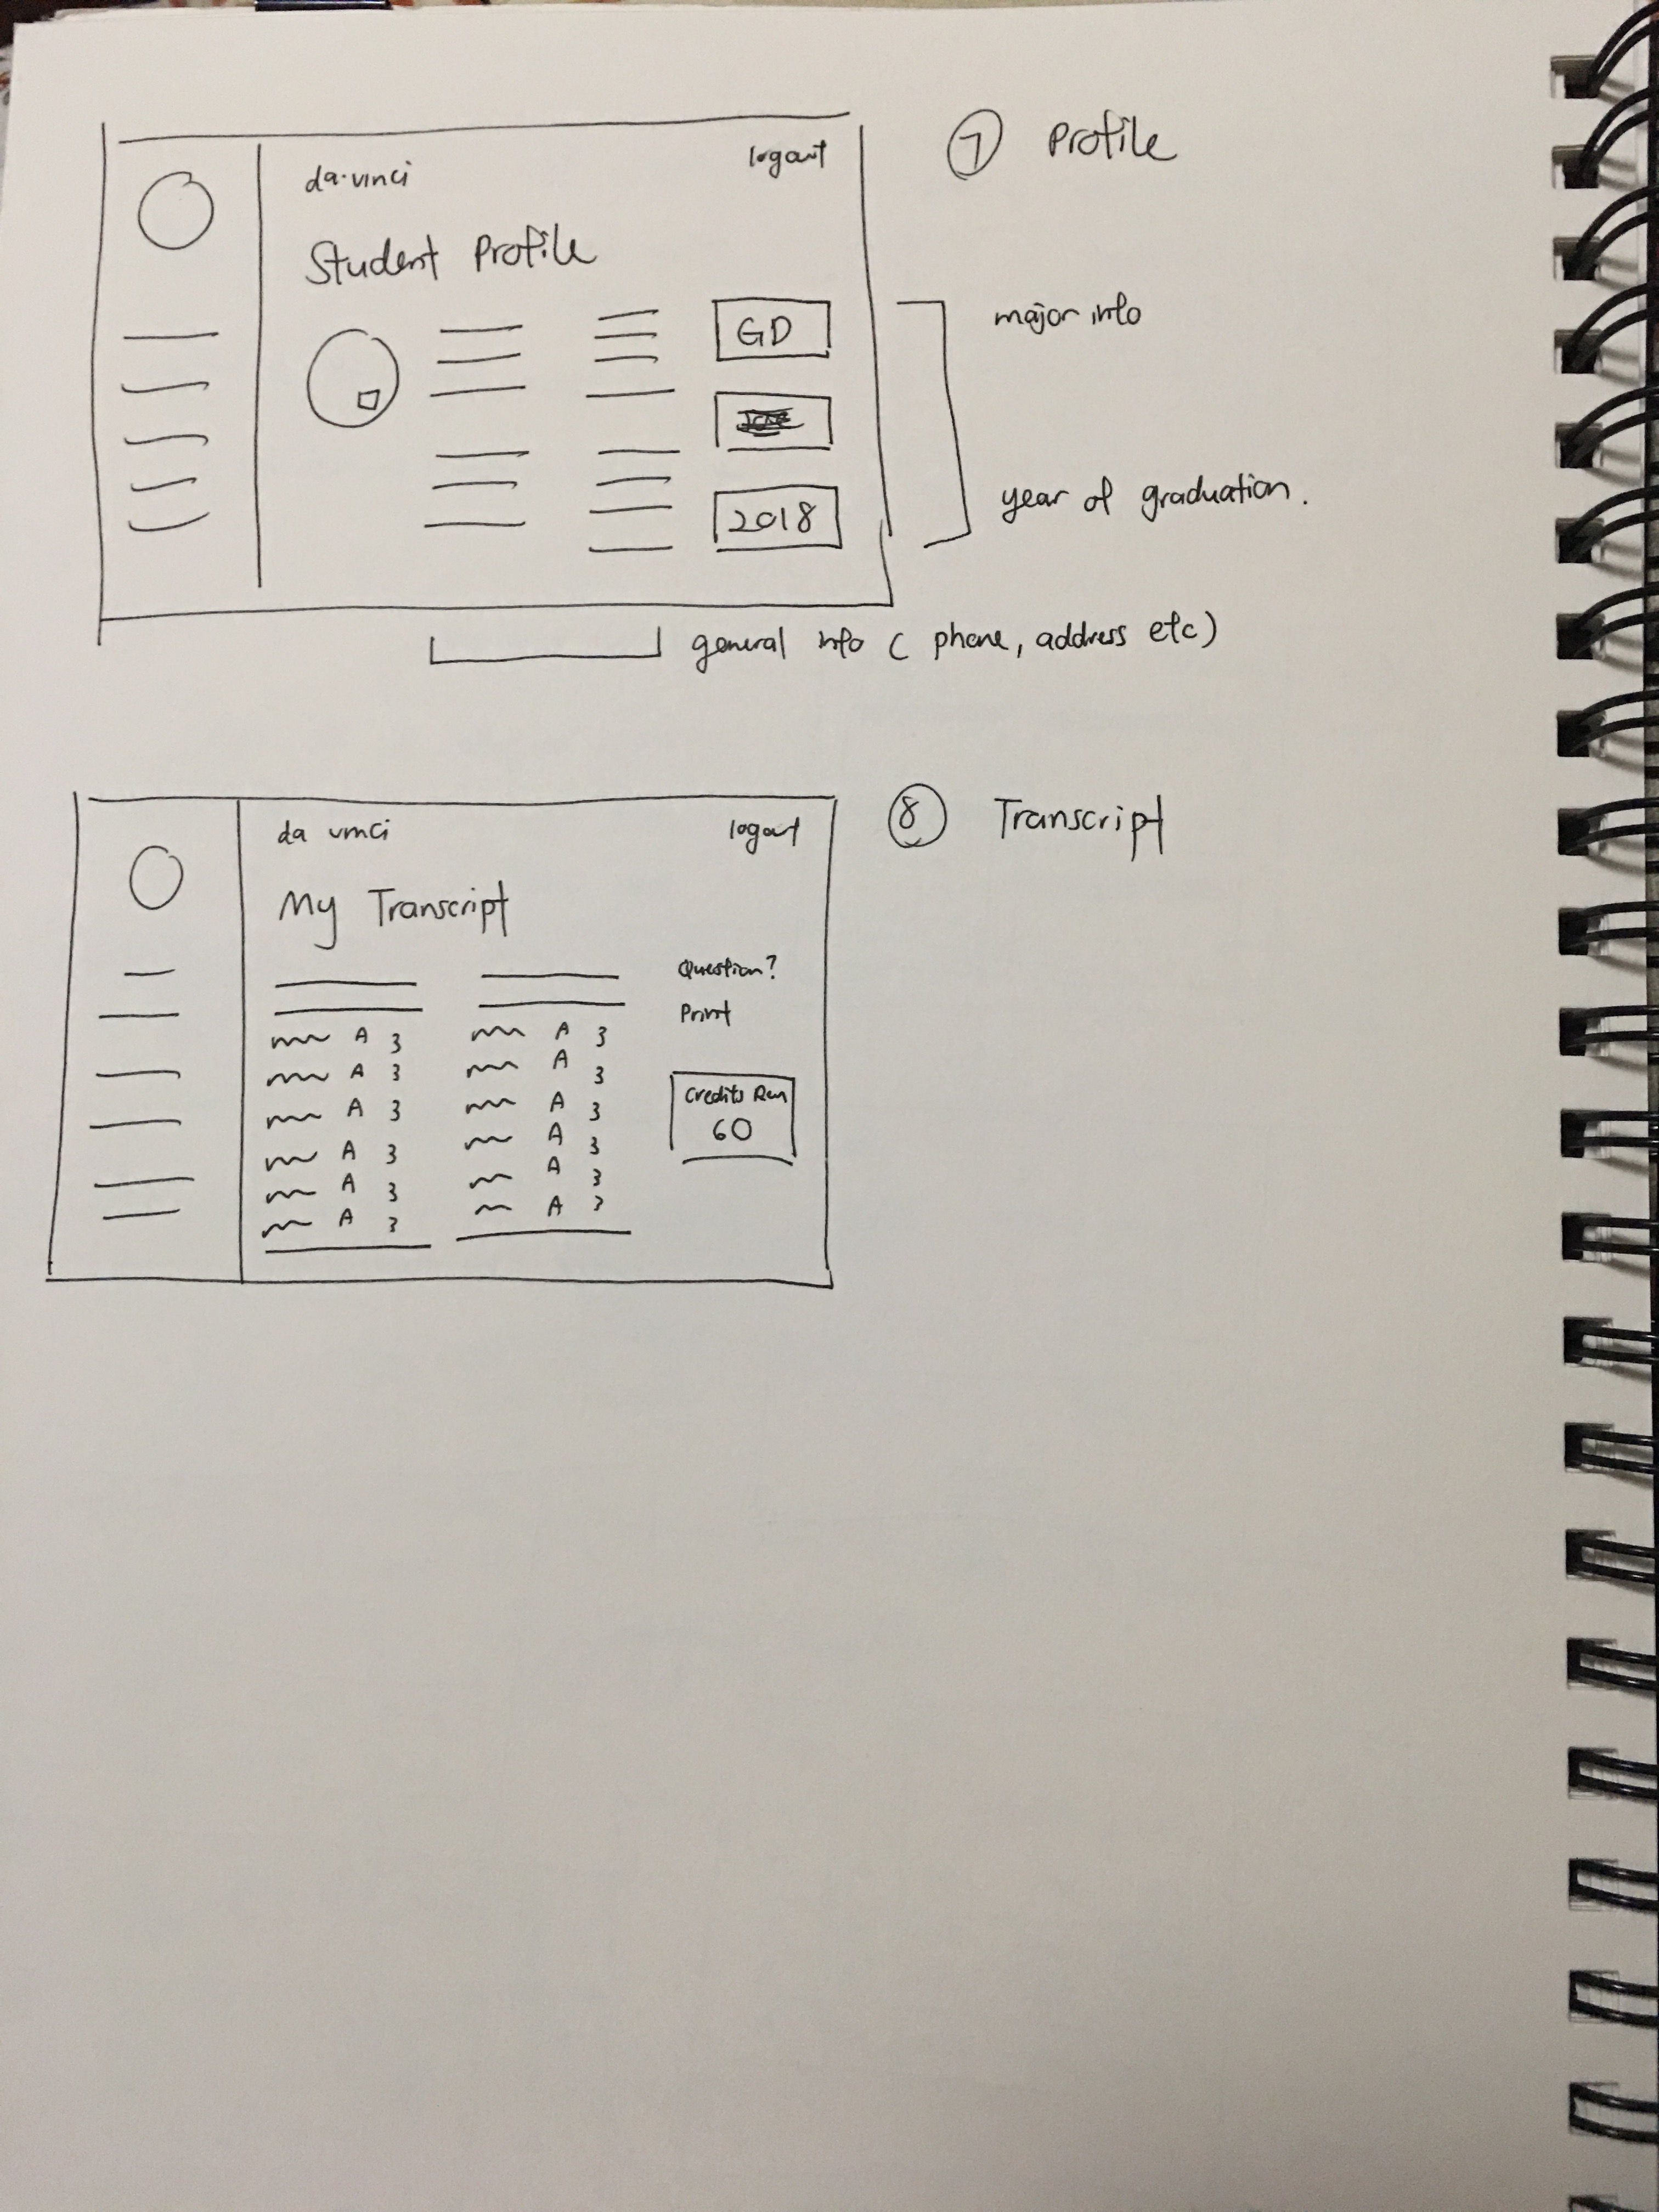 ⑦ Profile
da.vinci logout
Student Profile
GD
2018
major info
year of graduation.
general info ( phone, address etc)
⑧ Transcript
da vinci logout
My Transcript
Question?
Print
A 3 A 3
A 3 A 3
A 3 A 3
A 3 A 3
A 3 A 3
A 3 A 3
Credits Rem
60